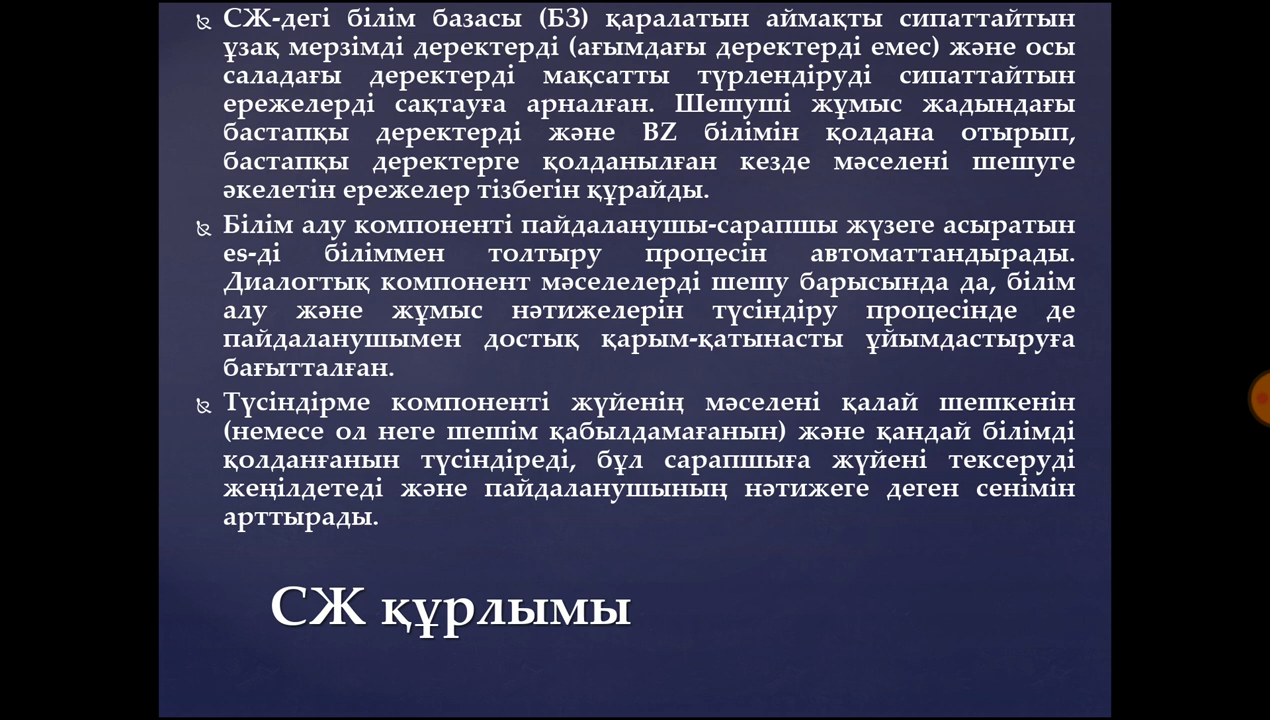 СЖ-дегі білім базасы (БЗ) қаралатын аймақты сипаттайтын
ұзақ мерзімді деректерді (ағымдағы деректерді емес) және осы
саладағы деректерді мақсатты түрлендіруді сипаттайтын
ережелерді сақтауға арналған. Шешуші жұмыс жадындағы
бастапқы деректерді және BZ білімін қолдана отырып,
бастапқы деректерге қолданылған кезде мәселені шешуге
әкелетін ережелер тізбегін құрайды.
Білім алу компоненті пайдаланушы-сарапшы жүзеге асыратын
es-ді біліммен толтыру процесін автоматтандырады.
Диалогтық компонент мәселелерді шешу барысында да, білім
алу және жұмыс нәтижелерін түсіндіру процесінде де
пайдаланушымен достық қарым-қатынасты ұйымдастыруға
бағытталған.
Түсіндірме компоненті жүйенің мәселені қалай шешкенін
(немесе ол неге шешім қабылдамағанын) және қандай білімді
қолданғанын түсіндіреді, бұл сарапшыға жүйені тексеруді
жеңілдетеді және пайдаланушының нәтижеге деген сенімін
арттырады.
СЖ құрлымы